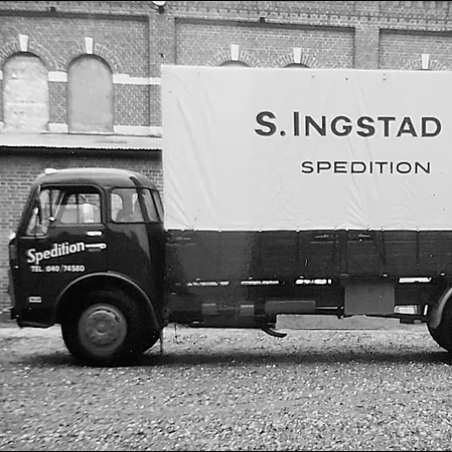 S. INGSTAD
SPEDITION
Spedition
TEL. 040 / 74580